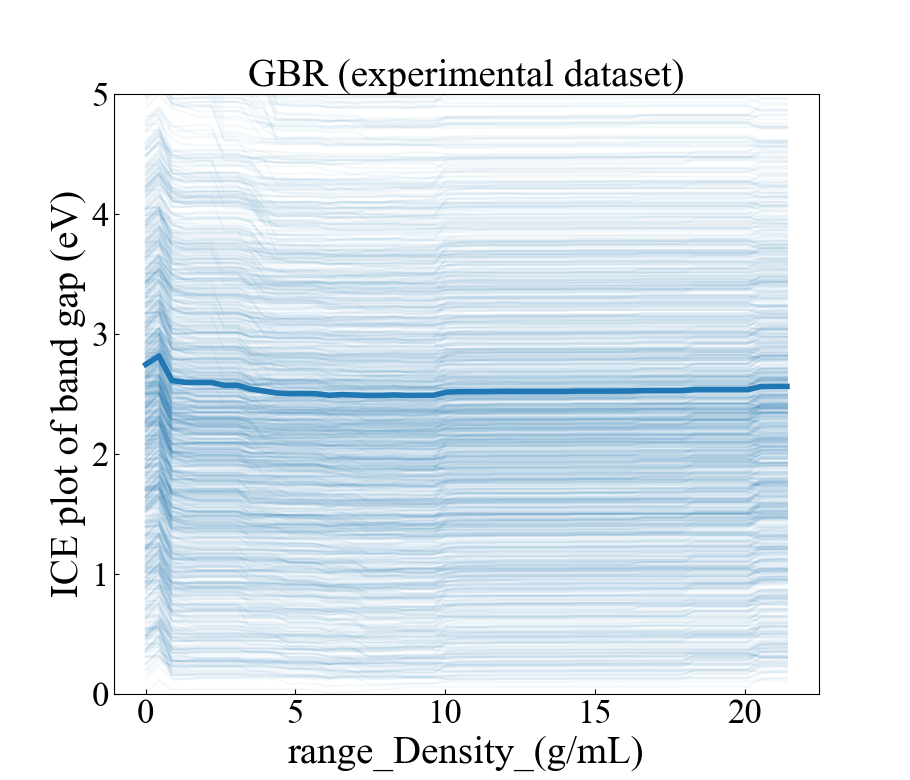 GBR (experimental dataset)
ICE plot of band gap (eV)
5
4
3
2
1
0
0 5 10 15 20
range_Density_(g/mL)